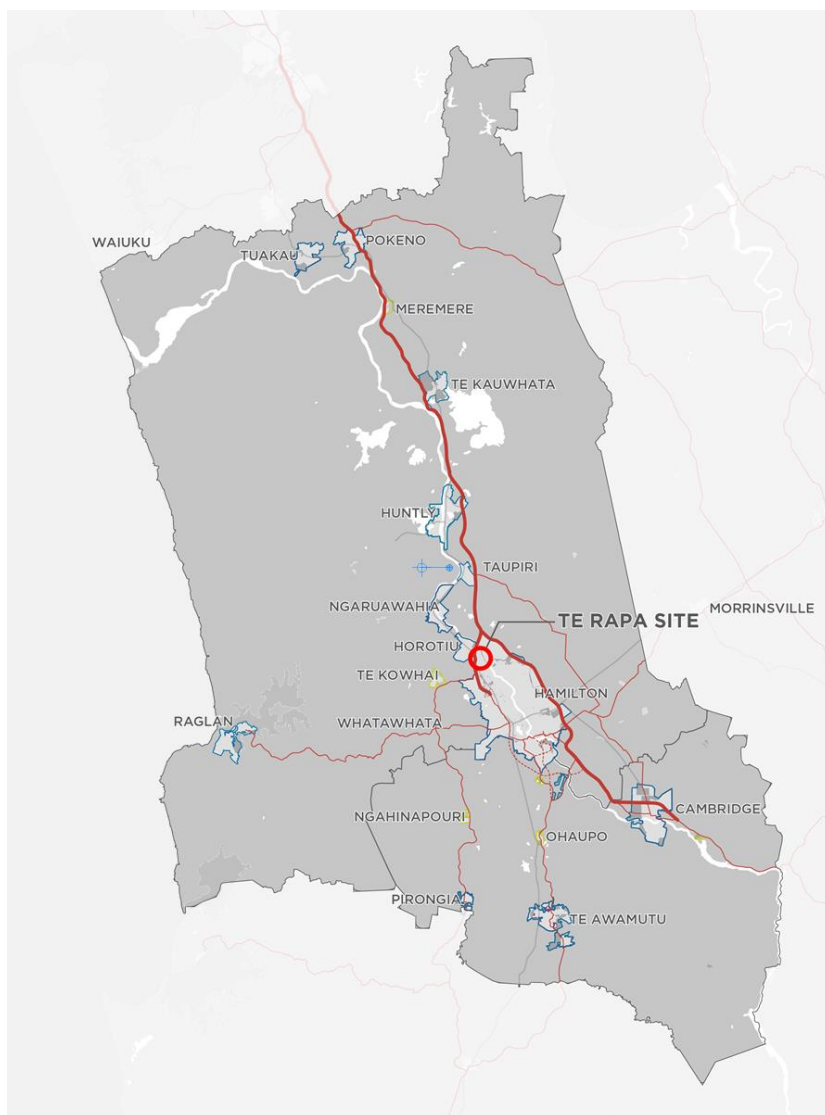 WAIUKU
POKENO
TUAKAU
MEREMERE
TE KAUWHATA
HUNTLY
TAUPIRI
NGARUAWAHIA
MORRINSVILLE
TE RAPA SITE
HOROTIU
TE KOWHAI
HAMILTON
RAGLAN
WHATAWHATA
CAMBRIDGE
NGAHINAPOURI
OHAUPO
PIRONGIA
TE AWAMUTU